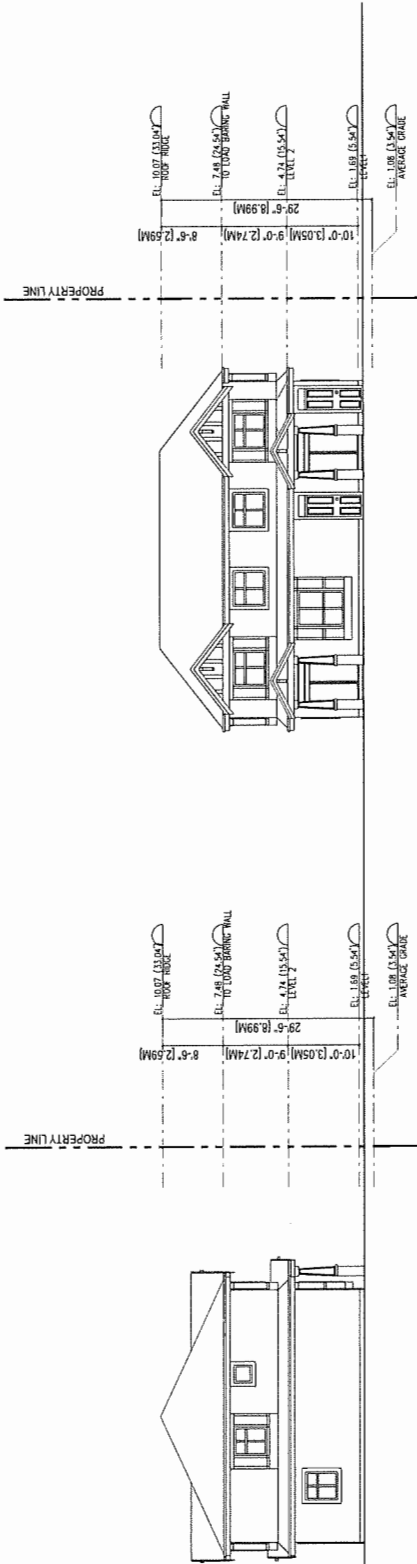 PROPERTY LINE
EL: 10.07 (33.04')
ROOF RIDGE
EL: 7.48 (24.54')
TO LOAD BARING WALL
EL: 4.74 (15.54')
LEVEL 2
EL: 1.69 (5.54')
LEVEL1
EL: 1.08 (3.54')
AVERAGE GRADE
8'-6" [2.69M]
9'-0" [2.74M]
10'-0" [3.05M]
29'-6" [8.99M]
PROPERTY LINE
EL: 10.07 (33.04')
ROOF RIDGE
EL: 7.48 (24.54')
TO LOAD BARING WALL
EL: 4.74 (15.54')
LEVEL 2
EL: 1.69 (5.54')
LEVEL1
EL: 1.08 (3.54')
AVERAGE GRADE
8'-6" [2.69M]
9'-0" [2.74M]
10'-0" [3.05M]
29'-6" [8.99M]